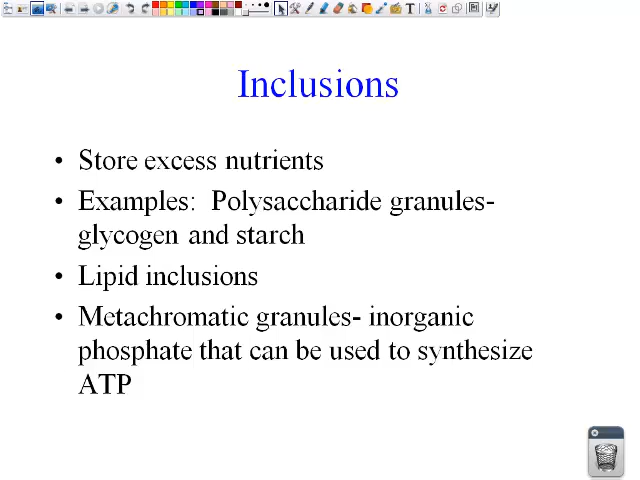 Inclusions
• Store excess nutrients
• Examples:  Polysaccharide granules-
glycogen and starch
• Lipid inclusions
• Metachromatic granules- inorganic
phosphate that can be used to synthesize
ATP